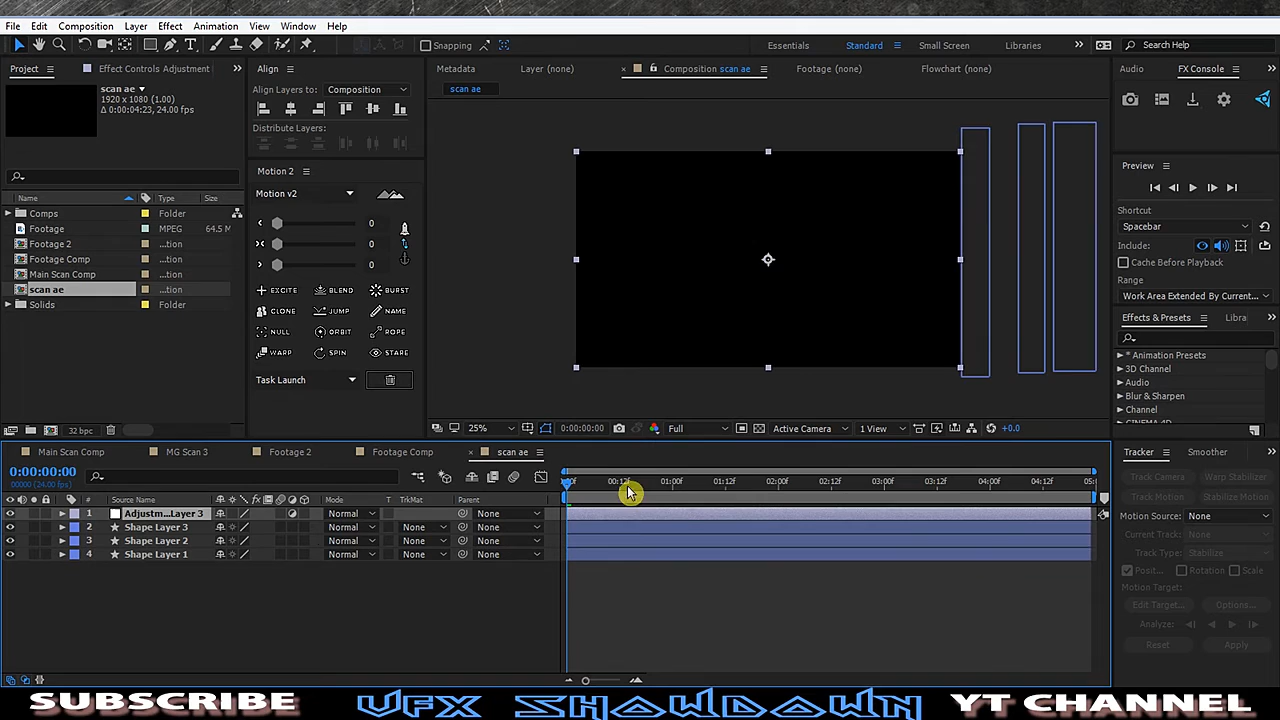 File Edit Composition Layer Effect Animation View Window Help
Snapping Essentials Standard Small Screen Libraries Search Help
Project Effect Controls Adjustment Align Metadata Layer (none) Composition scan ae Footage (none) Flowchart (none) Audio FX Console
scan ae
1920 x 1080 (1.00)
Δ 0:00:04:23, 24.00 fps)
Align Layers to: Composition
scan ae
Distribute Layers:
Preview
Motion 2
Name Type Size
Motion v2
Comps Folder
Shortcut
Footage MPEG 64.5 M
0
Spacebar
Footage 2 ...tion
0
Include:
Footage Comp ...tion
0
Cache Before Playback
Main Scan Comp ...tion
Range
scan ae ...tion
EXCITE BLEND BURST
Work Area Extended By Current...
Solids Folder
CLONE JUMP NAME
Effects & Presets Libra
NULL ORBIT ROPE
WARP SPIN STARE
* Animation Presets
3D Channel
Task Launch
Audio
Blur & Sharpen
Channel
CINEMA 4D
32 bpc
25% 0:00:00:00 Full Active Camera 1 View +0.0
Main Scan Comp MG Scan 3 Footage 2 Footage Comp scan ae Tracker Smoother
0:00:00:00
00000 (24.00 fps)
00:12f 01:00f 01:12f 02:00f 02:12f 03:00f 03:12f 04:00f 04:12f 05:0
Track Camera Warp Stabilizer
Track Motion Stabilize Motion
# Source Name Mode TrkMat Parent
1 Adjustm...Layer 3 Normal None
Motion Source: None
2 Shape Layer 3 Normal None None
Current Track: None
3 Shape Layer 2 Normal None None
Track Type: Stabilize
4 Shape Layer 1 Normal None None
Posit... Rotation Scale
Motion Target:
Edit Target... Options...
Analyze:
Reset Apply
SUBSCRIBE VFX SHOWDOWN YT CHANNEL